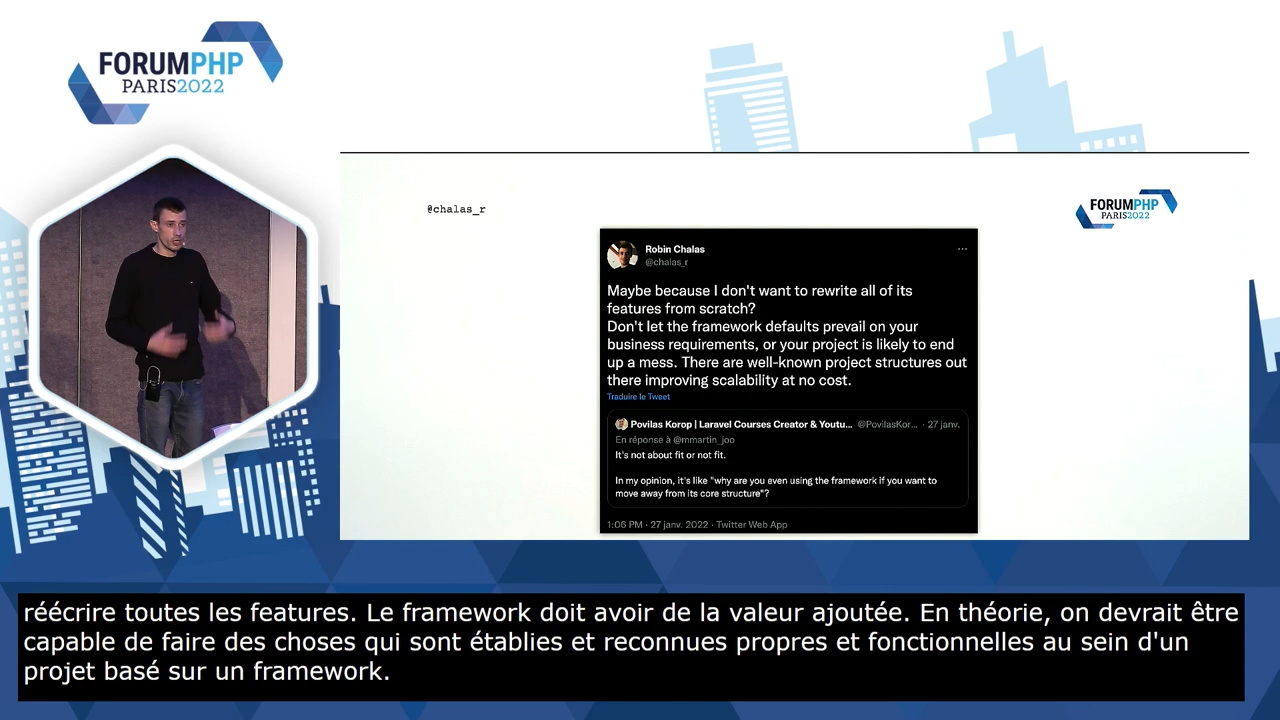 FORUMPHP
PARIS2022
@chalas_r
FORUMPHP
PARIS2022
Robin Chalas
@chalas_r
Maybe because I don't want to rewrite all of its
features from scratch?
Don't let the framework defaults prevail on your
business requirements, or your project is likely to end
up a mess. There are well-known project structures out
there improving scalability at no cost.
Traduire le Tweet
Povilas Korop | Laravel Courses Creator & Youtu... @PovilasKor... · 27 janv.
En réponse à @mmartin_joo
It's not about fit or not fit.
In my opinion, it's like "why are you even using the framework if you want to
move away from its core structure"?
1:06 PM · 27 janv. 2022 · Twitter Web App
réécrire toutes les features. Le framework doit avoir de la valeur ajoutée. En théorie, on devrait être
capable de faire des choses qui sont établies et reconnues propres et fonctionnelles au sein d'un
projet basé sur un framework.